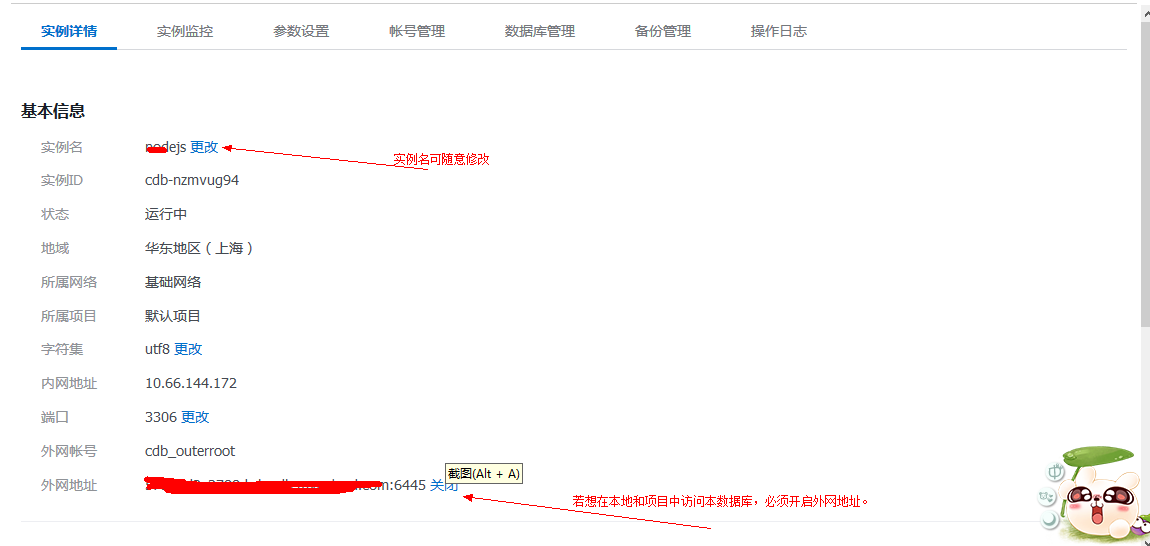 实例详情 实例监控 参数设置 帐号管理 数据库管理 备份管理 操作日志
基本信息
实例名 nodejs 更改
实例名可随意修改
实例ID cdb-nzmvug94
状态 运行中
地域 华东地区（上海）
所属网络 基础网络
所属项目 默认项目
字符集 utf8 更改
内网地址 10.66.144.172
端口 3306 更改
外网帐号 cdb_outerroot
截图(Alt + A)
外网地址 .com:6445 关闭
若想在本地和项目中访问本数据库，必须开启外网地址。
中